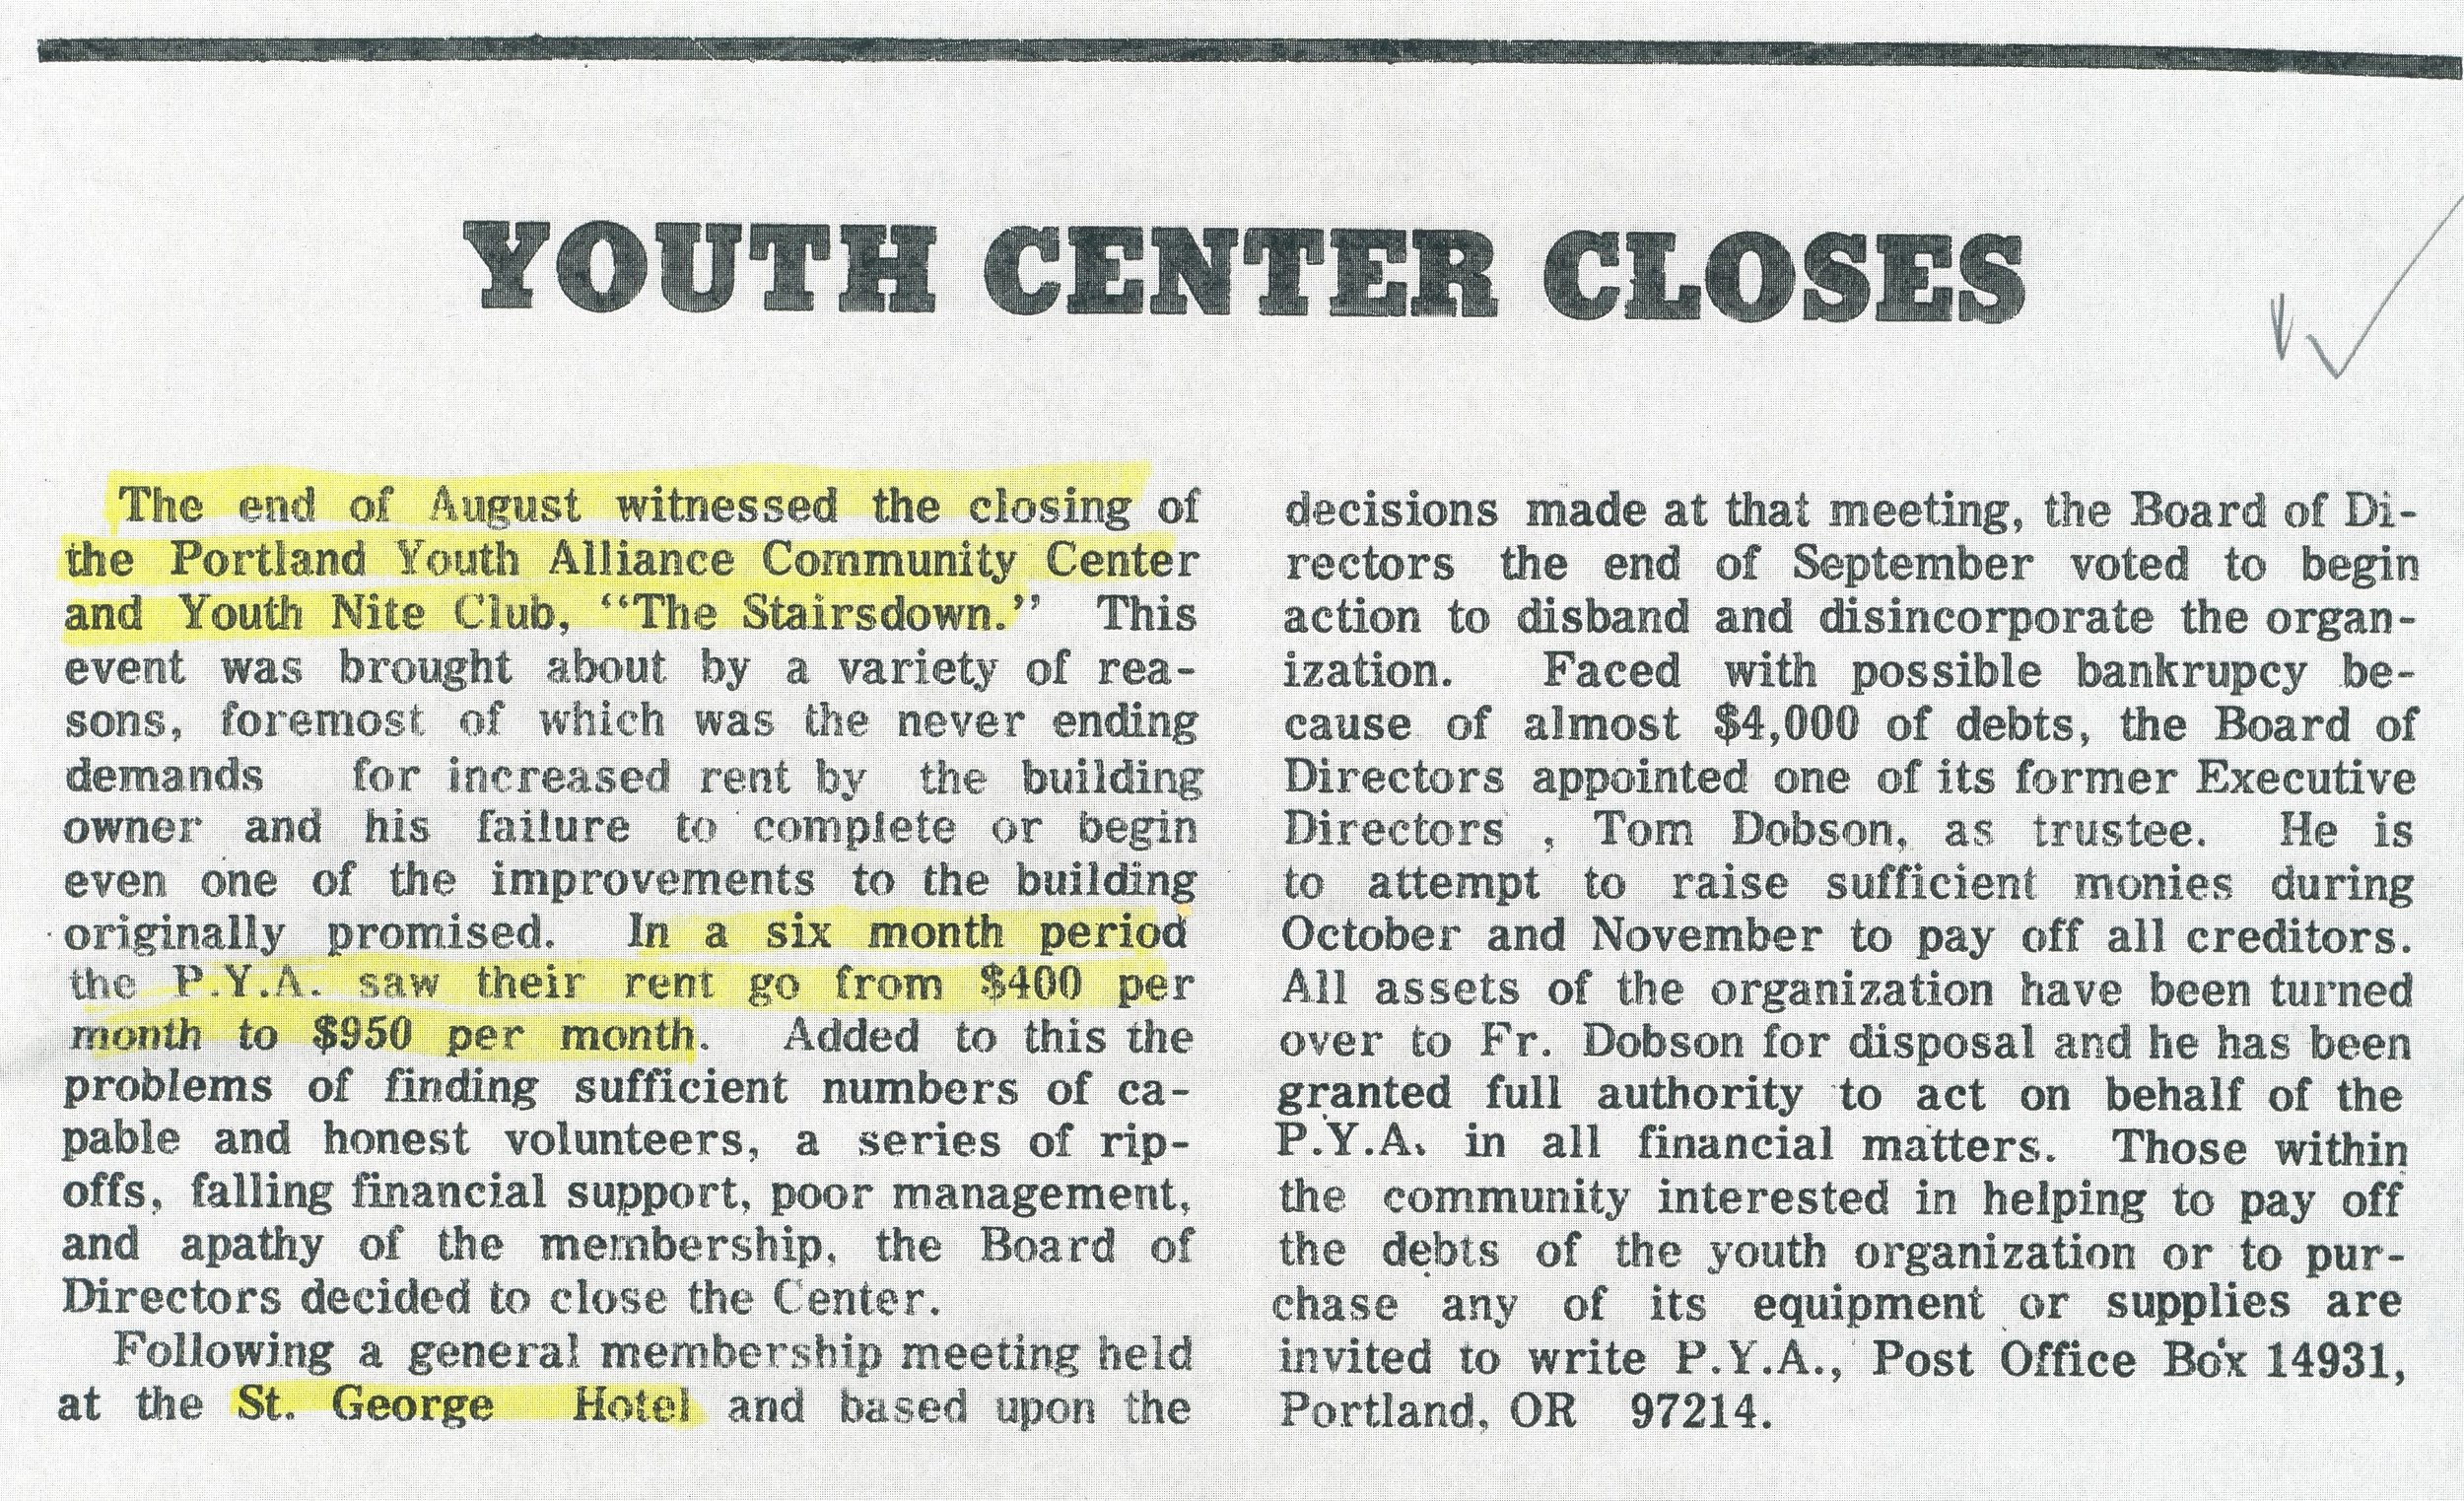 YOUTH CENTER CLOSES
The end of August witnessed the closing of
the Portland Youth Alliance Community Center
and Youth Nite Club, “The Stairsdown.” This
event was brought about by a variety of rea-
sons, foremost of which was the never ending
demands for increased rent by the building
owner and his failure to complete or begin
even one of the improvements to the building
originally promised. In a six month period
the P.Y.A. saw their rent go from $400 per
month to $950 per month. Added to this the
problems of finding sufficient numbers of ca-
pable and honest volunteers, a series of rip-
offs, falling financial support, poor management,
and apathy of the membership, the Board of
Directors decided to close the Center.
Following a general membership meeting held
at the St. George Hotel and based upon the
decisions made at that meeting, the Board of Di-
rectors the end of September voted to begin
action to disband and disincorporate the organ-
ization. Faced with possible bankrupcy be-
cause of almost $4,000 of debts, the Board of
Directors appointed one of its former Executive
Directors , Tom Dobson, as trustee. He is
to attempt to raise sufficient monies during
October and November to pay off all creditors.
All assets of the organization have been turned
over to Fr. Dobson for disposal and he has been
granted full authority to act on behalf of the
P.Y.A. in all financial matters. Those within
the community interested in helping to pay off
the debts of the youth organization or to pur-
chase any of its equipment or supplies are
invited to write P.Y.A., Post Office Box 14931,
Portland, OR 97214.